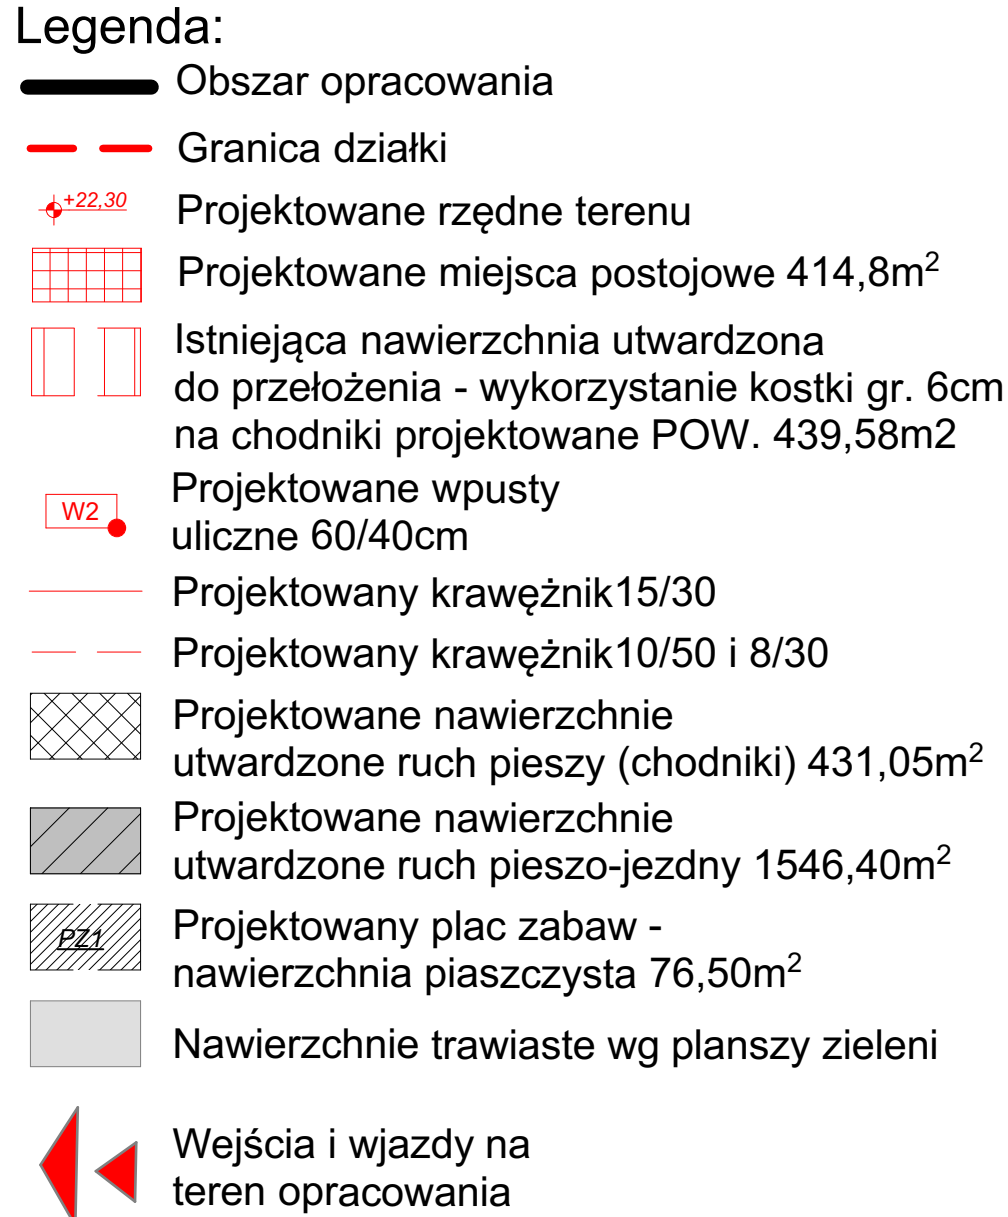 Legenda:
Obszar opracowania
Granica działki
+22,30 Projektowane rzędne terenu
Projektowane miejsca postojowe 414,8m²
Istniejąca nawierzchnia utwardzona
do przełożenia - wykorzystanie kostki gr. 6cm
na chodniki projektowane POW. 439,58m2
Projektowane wpusty
W2
uliczne 60/40cm
Projektowany krawężnik15/30
Projektowany krawężnik10/50 i 8/30
Projektowane nawierzchnie
utwardzone ruch pieszy (chodniki) 431,05m²
Projektowane nawierzchnie
utwardzone ruch pieszo-jezdny 1546,40m²
Projektowany plac zabaw -
PZ1
nawierzchnia piaszczysta 76,50m²
Nawierzchnie trawiaste wg planszy zieleni
Wejścia i wjazdy na
teren opracowania